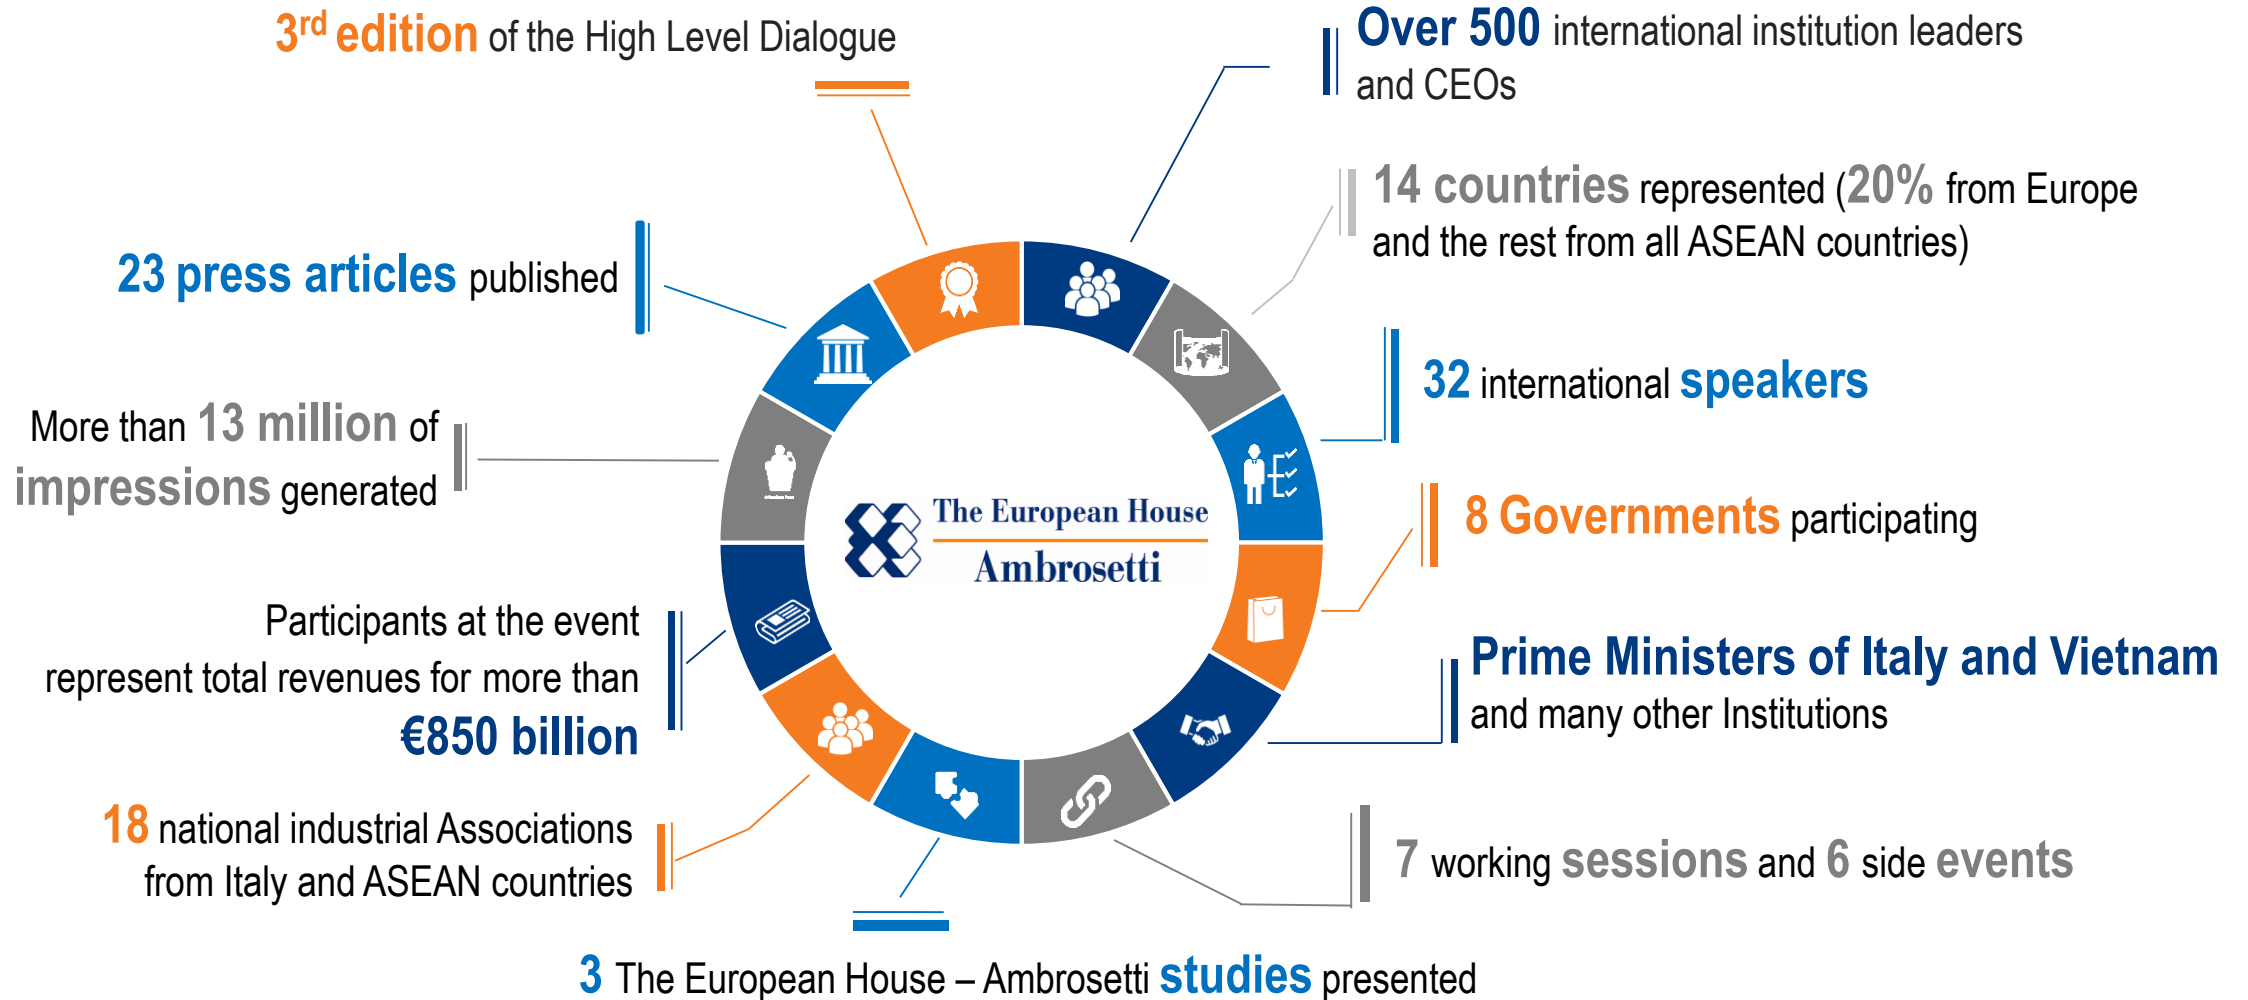 3rd edition of the High Level Dialogue
Over 500 international institution leaders
and CEOs
14 countries represented (20% from Europe
and the rest from all ASEAN countries)
32 international speakers
8 Governments participating
Prime Ministers of Italy and Vietnam
and many other Institutions
7 working sessions and 6 side events
3 The European House – Ambrosetti studies presented
18 national industrial Associations
from Italy and ASEAN countries
Participants at the event
represent total revenues for more than
€850 billion
More than 13 million of
impressions generated
23 press articles published
The European House
Ambrosetti